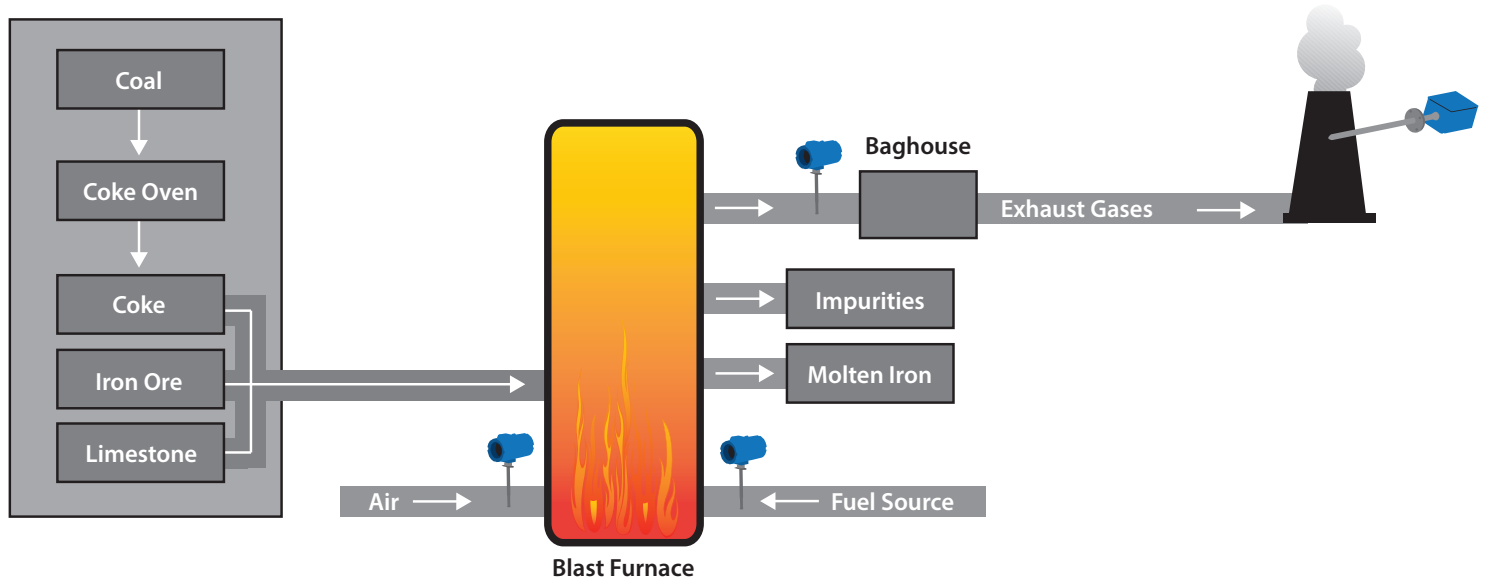 Coal
Coke Oven
Coke
Iron Ore
Limestone
Air
Blast Furnace
Fuel Source
Baghouse
Exhaust Gases
Impurities
Molten Iron